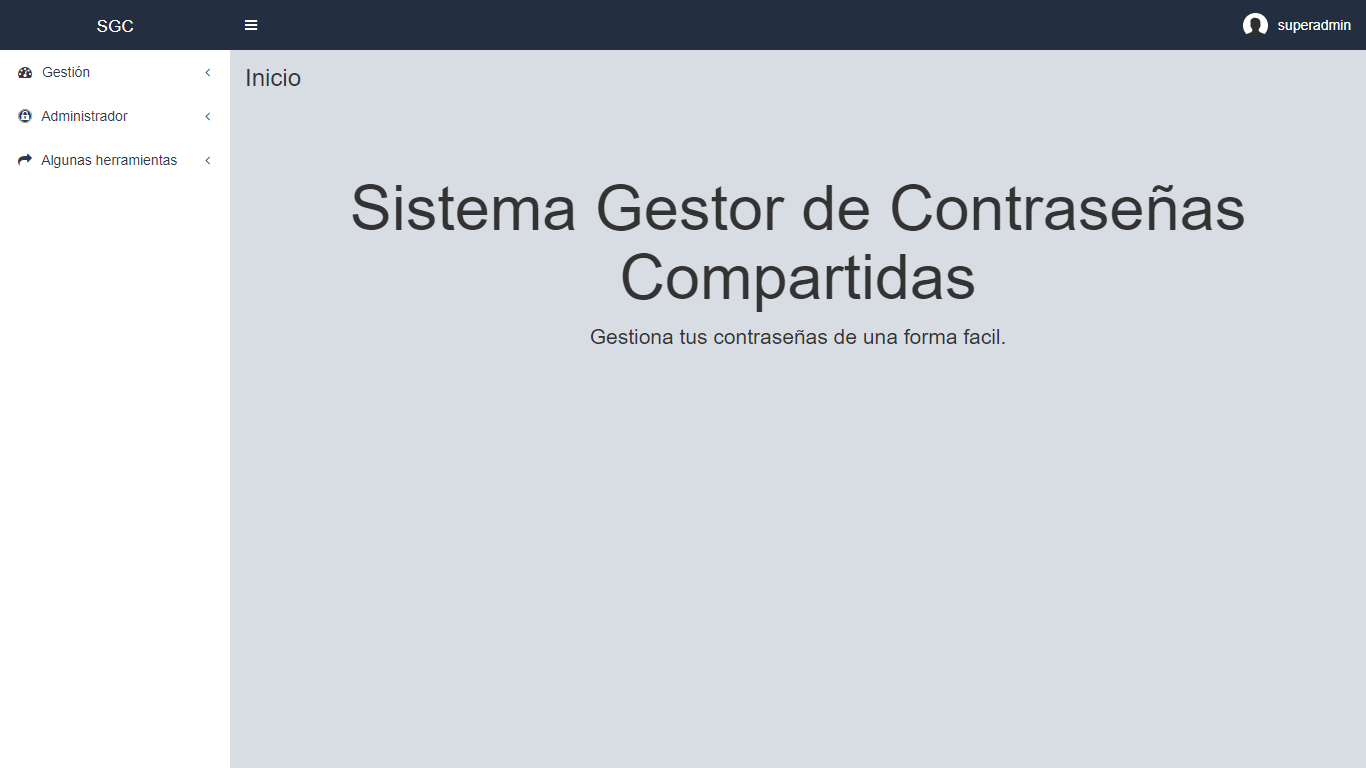 SGC
superadmin
Gestión
Administrador
Algunas herramientas
Inicio
Sistema Gestor de Contraseñas
Compartidas
Gestiona tus contraseñas de una forma facil.